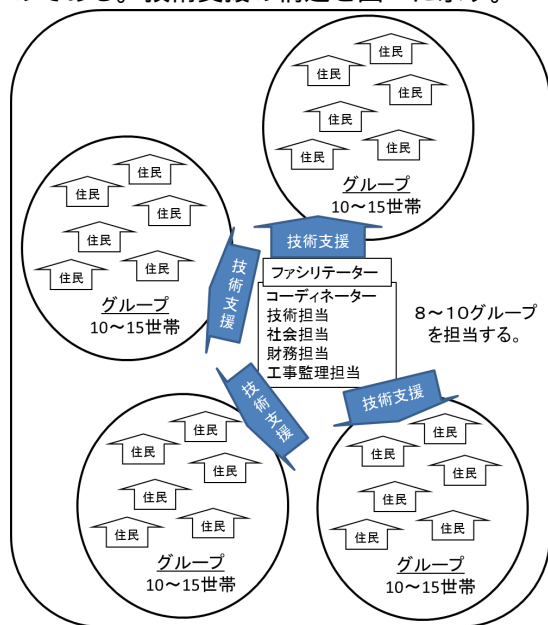 のである。技術支援の構造を図
に示す。
住民
住民
住民
住民
住民
住民
グループ
10～15世帯
住民
住民
住民
住民
住民
住民
グループ
10～15世帯
技術支援
技術支援
ファシリテーター
コーディネーター
技術担当
社会担当
財務担当
工事監理担当
8～10グループ
を担当する。
技術支援
技術支援
住民
住民
住民
住民
住民
住民
グループ
10～15世帯
住民
住民
住民
住民
住民
住民
グループ
10～15世帯